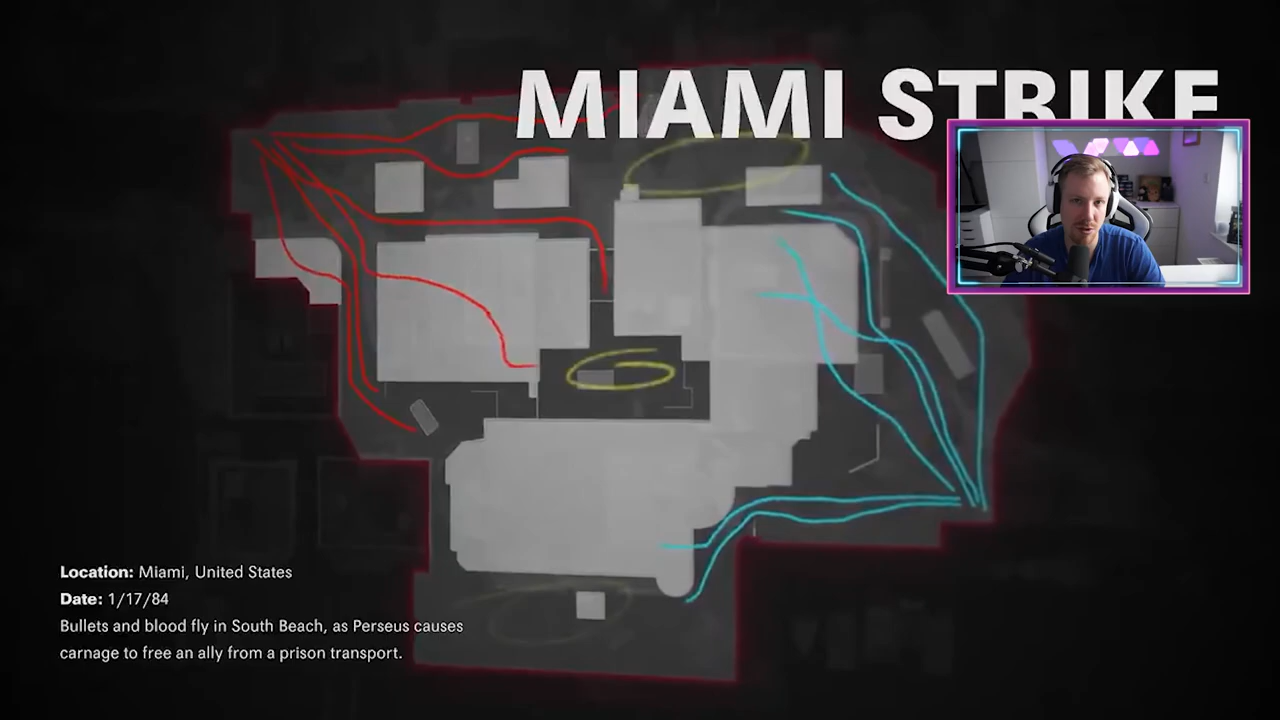 MIAMI STRIKE
Location: Miami, United States
Date: 1/17/84
Bullets and blood fly in South Beach, as Perseus causes
carnage to free an ally from a prison transport.